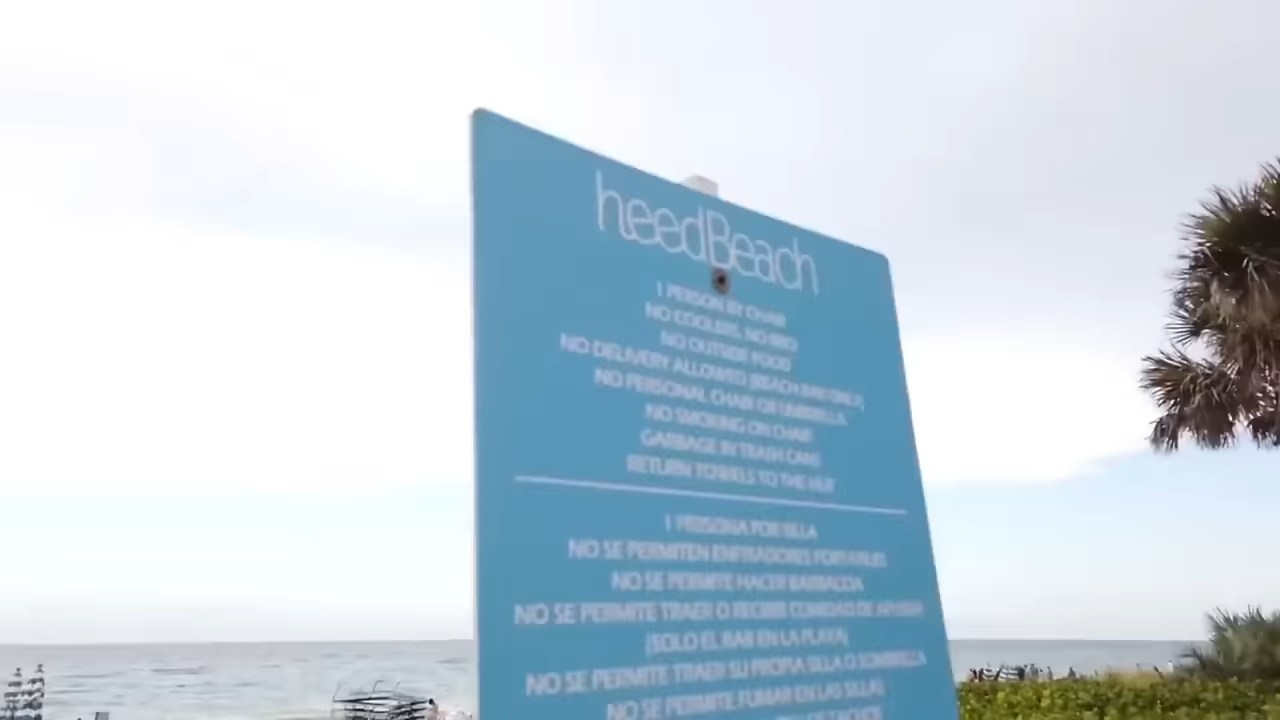 heedBeach
1 PERSON BY CHAIR
NO COOLERS, NO BBQ
NO OUTSIDE FOOD
NO DELIVERY ALLOWED (BEACH BAR ONLY)
NO PERSONAL CHAIR OR UMBRELLA
NO SMOKING ON CHAIR
GARBAGE IN TRASH CANS
RETURN TOWELS TO THE HUT
1 PERSONA POR SILLA
NO SE PERMITEN ENFRIADORES PORTATILES
NO SE PERMITE HACER BARBACOA
NO SE PERMITE TRAER O RECIBIR COMIDAD DE AFUERA
(SOLO EL BAR EN LA PLAYA)
NO SE PERMITE TRAER SU PROPIA SILLA O SOMBRILLA
NO SE PERMITE FUMAR EN LAS SILLAS